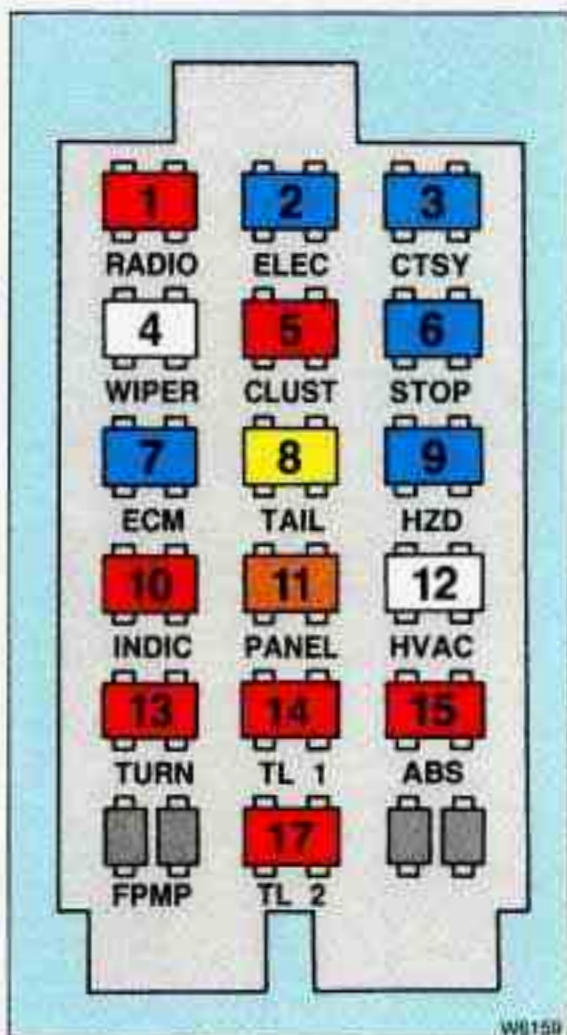 1 2 3
RADIO ELEC CTSY
4 5 6
WIPER CLUST STOP
7 8 9
ECM TAIL HZD
10 11 12
INDIC PANEL HVAC
13 14 15
TURN TL 1 ABS
17
FPMP TL 2
W6159